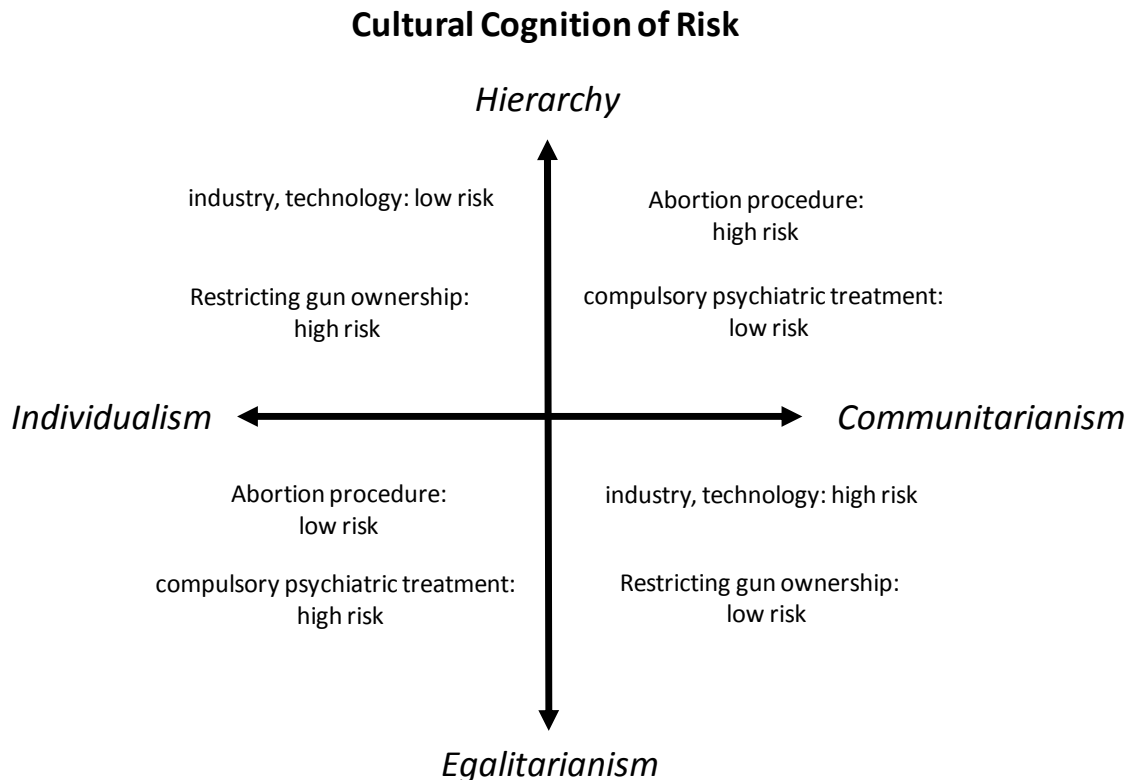 Cultural Cognition of Risk
Hierarchy
industry, technology: low risk
Abortion procedure:
high risk
Restricting gun ownership:
high risk
compulsory psychiatric treatment:
low risk
Individualism
Communitarianism
Abortion procedure:
low risk
industry, technology: high risk
compulsory psychiatric treatment:
high risk
Restricting gun ownership:
low risk
Egalitarianism